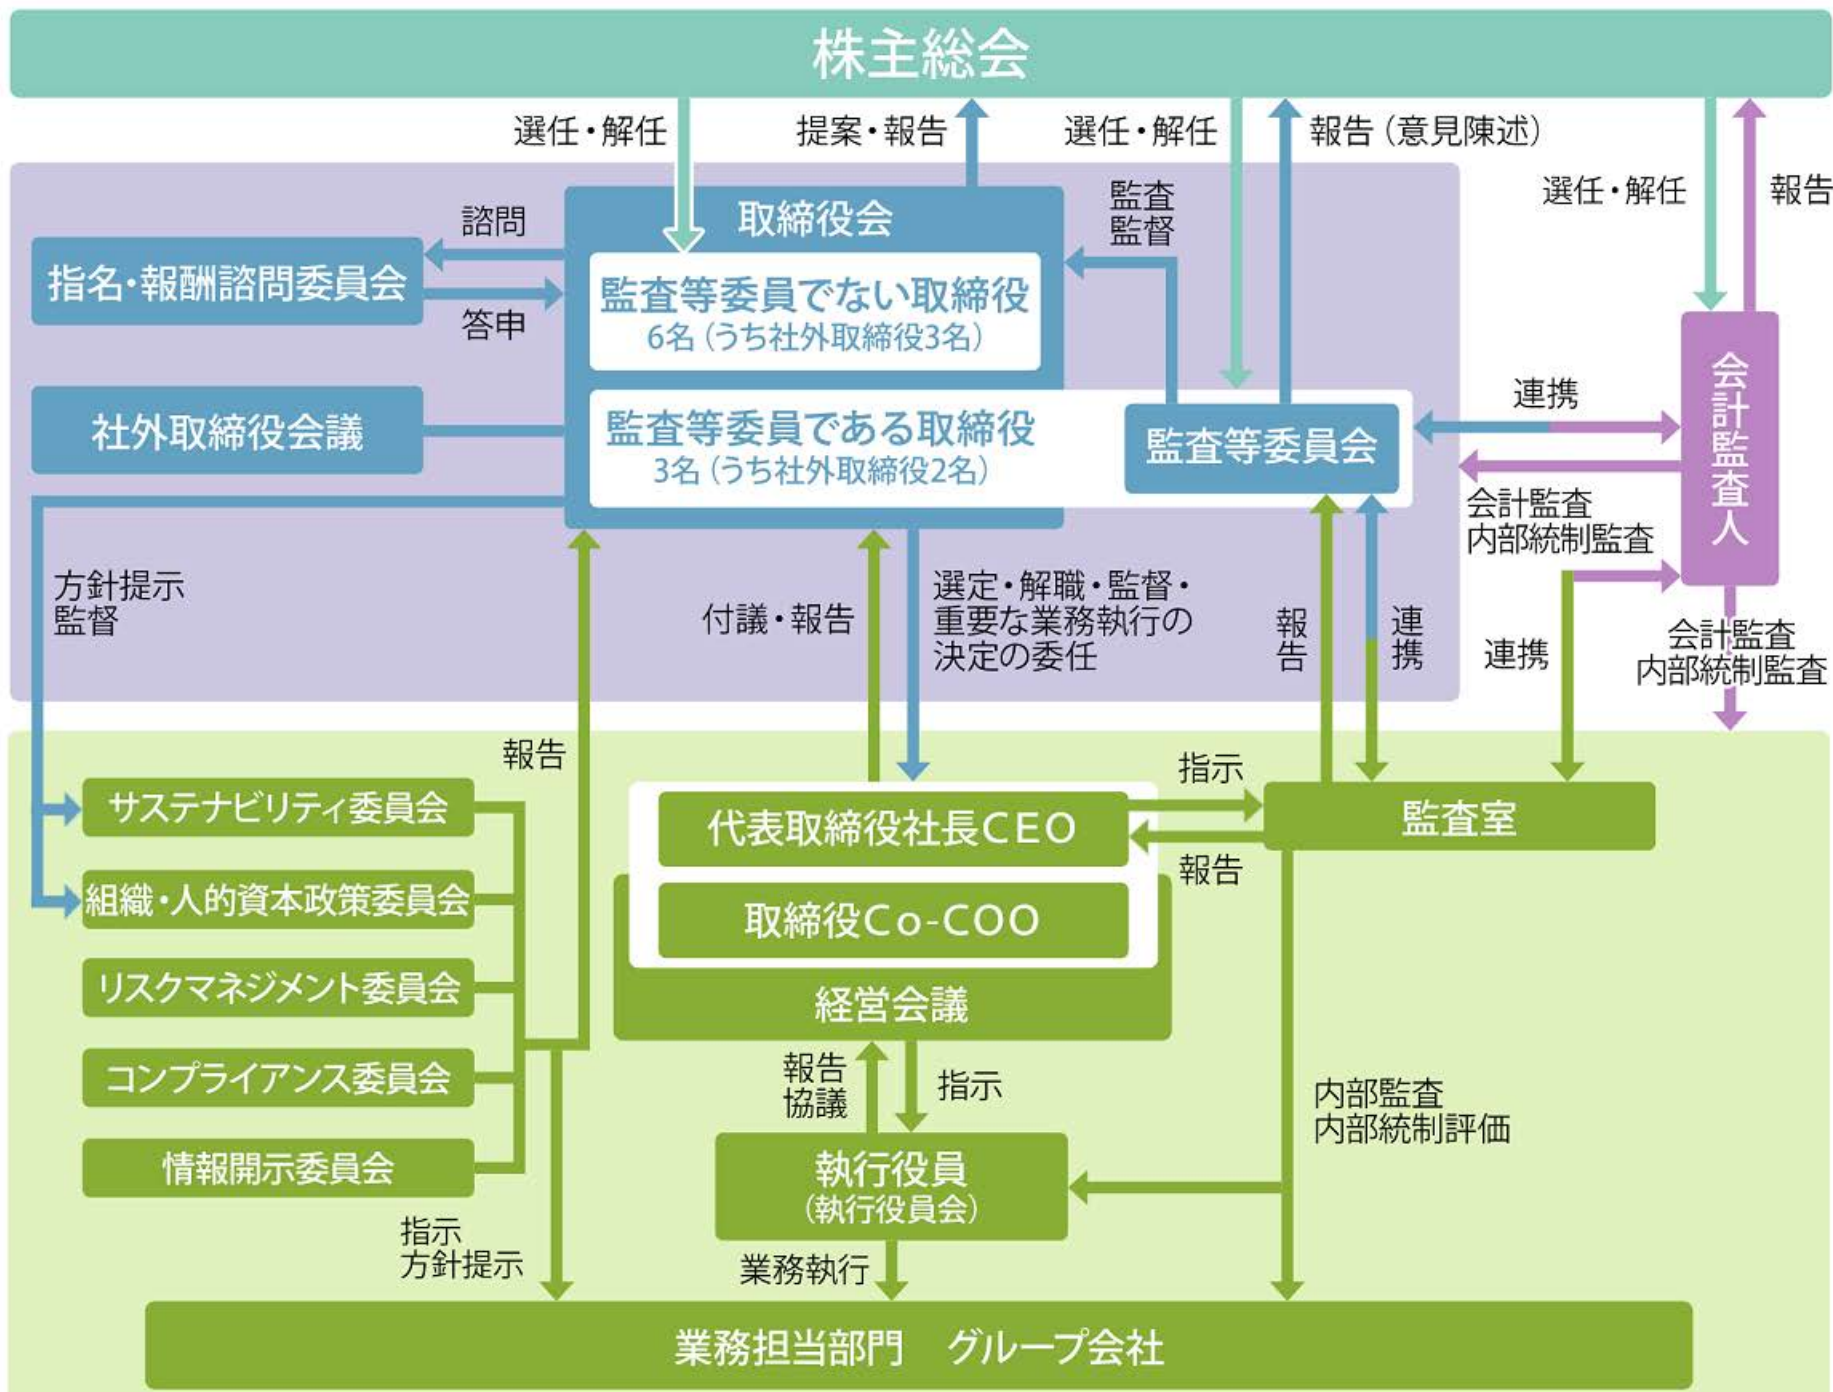 株主総会
選任・解任
提案・報告
選任・解任
報告（意見陳述）
選任・解任
報告
取締役会
監査
監督
諮問
指名・報酬諮問委員会
答申
監査等委員でない取締役
6名（うち社外取締役3名）
社外取締役会議
監査等委員である取締役
3名（うち社外取締役2名）
監査等委員会
連携
会計監査人
会計監査
内部統制監査
方針提示
監督
付議・報告
選定・解職・監督・
重要な業務執行の
決定の委任
報告
連携
連携
会計監査
内部統制監査
報告
サステナビリティ委員会
組織・人的資本政策委員会
リスクマネジメント委員会
コンプライアンス委員会
情報開示委員会
代表取締役社長CEO
取締役Co-COO
経営会議
指示
報告
監査室
報告
協議
指示
執行役員
（執行役員会）
内部監査
内部統制評価
指示
方針提示
業務執行
業務担当部門　グループ会社